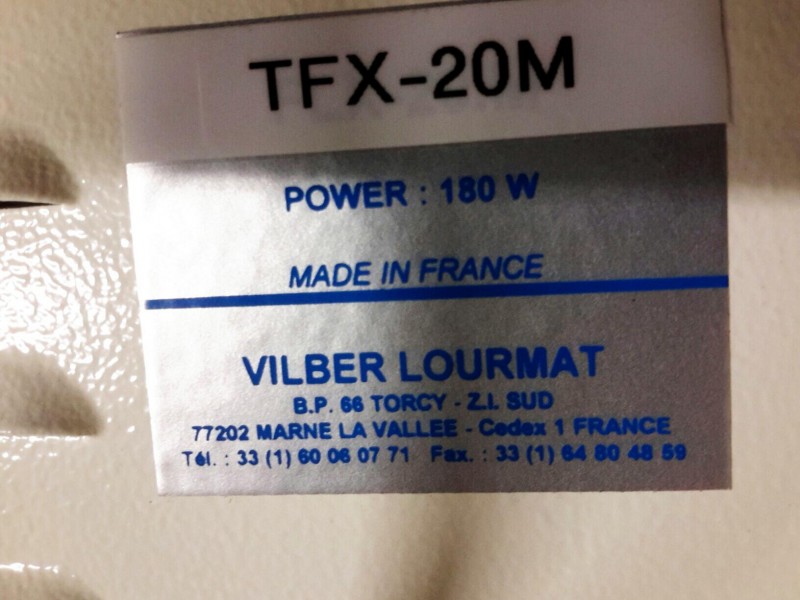 TFX-20M
POWER : 180 W
MADE IN FRANCE
VILBER LOURMAT
B.P. 66 TORCY - Z.I. SUD
77202 MARNE LA VALLEE - Cedex 1 FRANCE
Tél. : 33 (1) 60 06 07 71 Fax. : 33 (1) 64 80 48 59